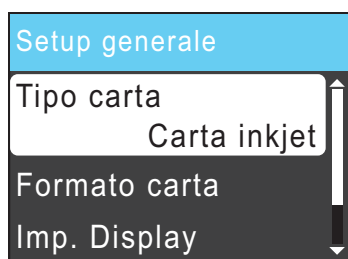 Setup generale
Tipo carta
Carta inkjet
Formato carta
Imp. Display